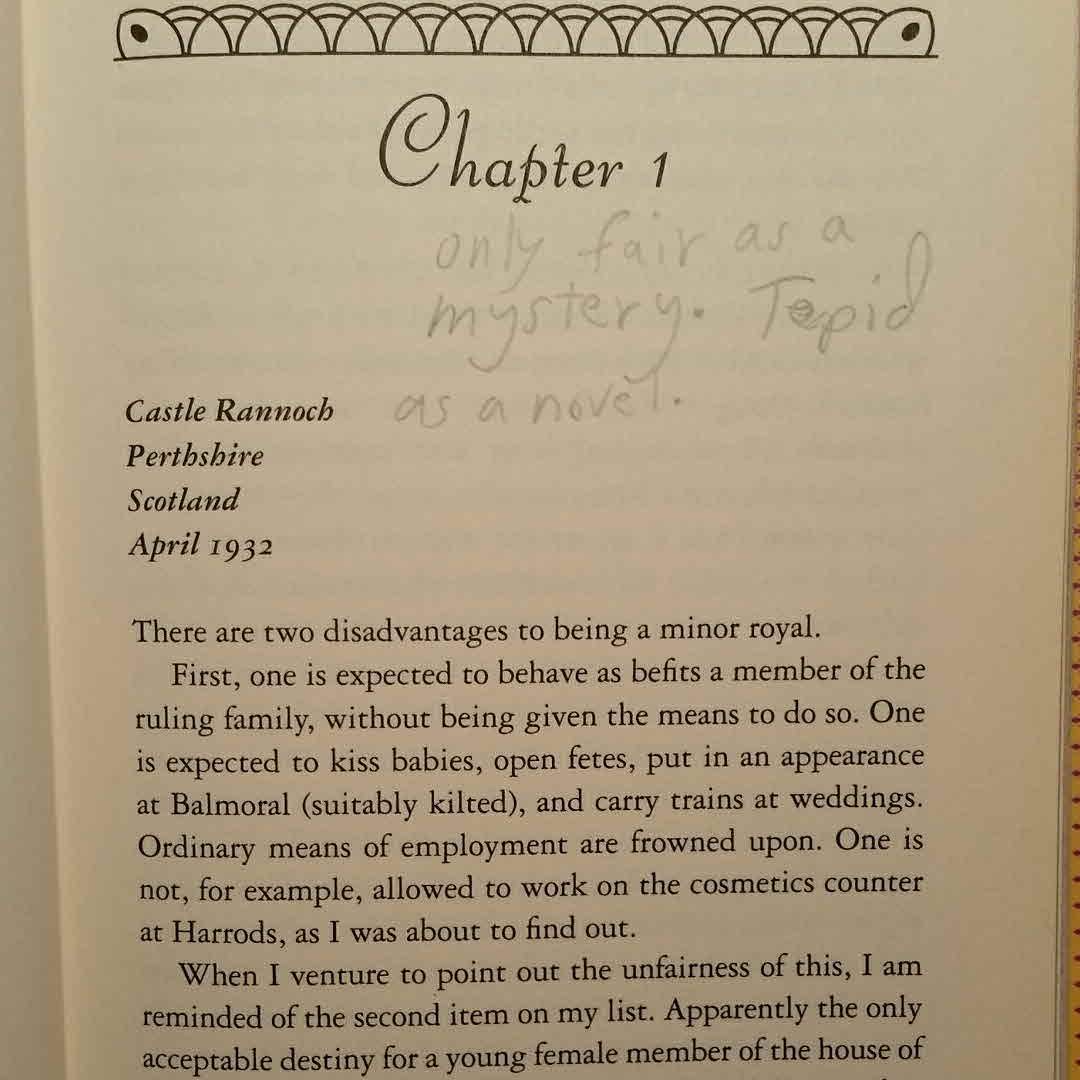 Chapter 1
only fair as a
mystery. Tepid
as a novel.
Castle Rannoch
Perthshire
Scotland
April 1932
There are two disadvantages to being a minor royal.
First, one is expected to behave as befits a member of the
ruling family, without being given the means to do so. One
is expected to kiss babies, open fetes, put in an appearance
at Balmoral (suitably kilted), and carry trains at weddings.
Ordinary means of employment are frowned upon. One is
not, for example, allowed to work on the cosmetics counter
at Harrods, as I was about to find out.
When I venture to point out the unfairness of this, I am
reminded of the second item on my list. Apparently the only
acceptable destiny for a young female member of the house of